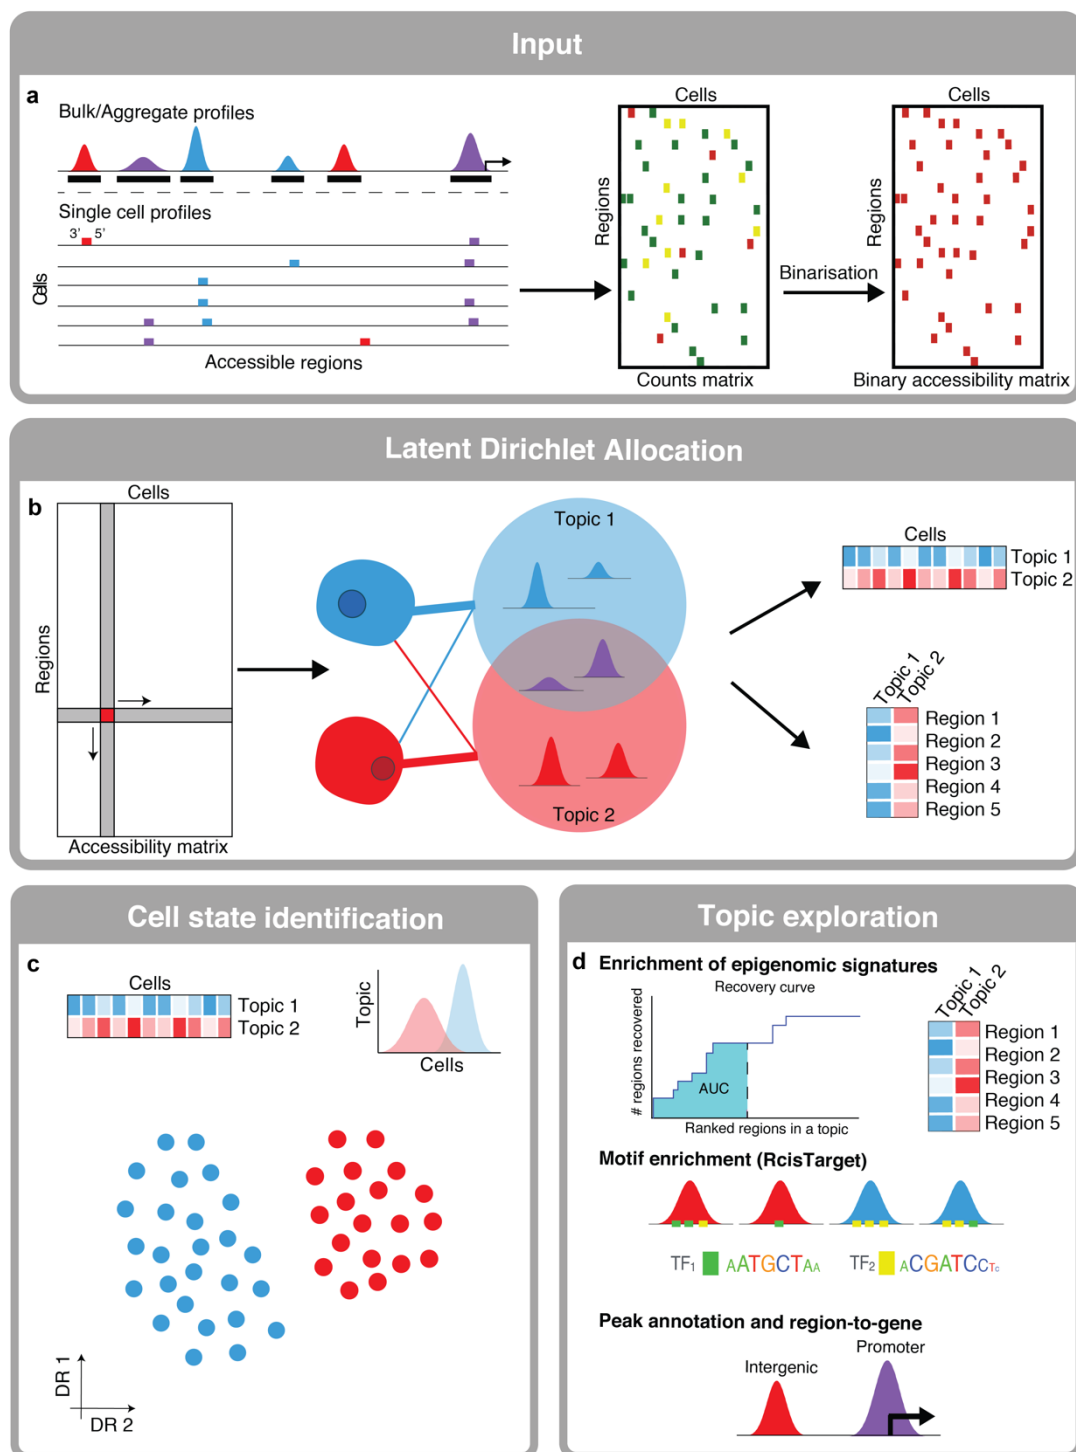 Input
a
Bulk/Aggregate profiles
Single cell profiles
3' 5'
Cells
Accessible regions
Cells
Regions
Counts matrix
Binarisation
Cells
Regions
Binary accessibility matrix
Latent Dirichlet Allocation
b
Cells
Regions
Accessibility matrix
Topic 1
Topic 2
Cells
Topic 1
Topic 2
Topic 1
Topic 2
Region 1
Region 2
Region 3
Region 4
Region 5
Cell state identification
c
Cells
Topic 1
Topic 2
Topic
Cells
DR 1
DR 2
Topic exploration
d
Enrichment of epigenomic signatures
Recovery curve
# regions recovered
AUC
Ranked regions in a topic
Topic 1
Topic 2
Region 1
Region 2
Region 3
Region 4
Region 5
Motif enrichment (RcisTarget)
TF1 AATGCTAA
TF2 ACGATCCTC
Peak annotation and region-to-gene
Intergenic
Promoter